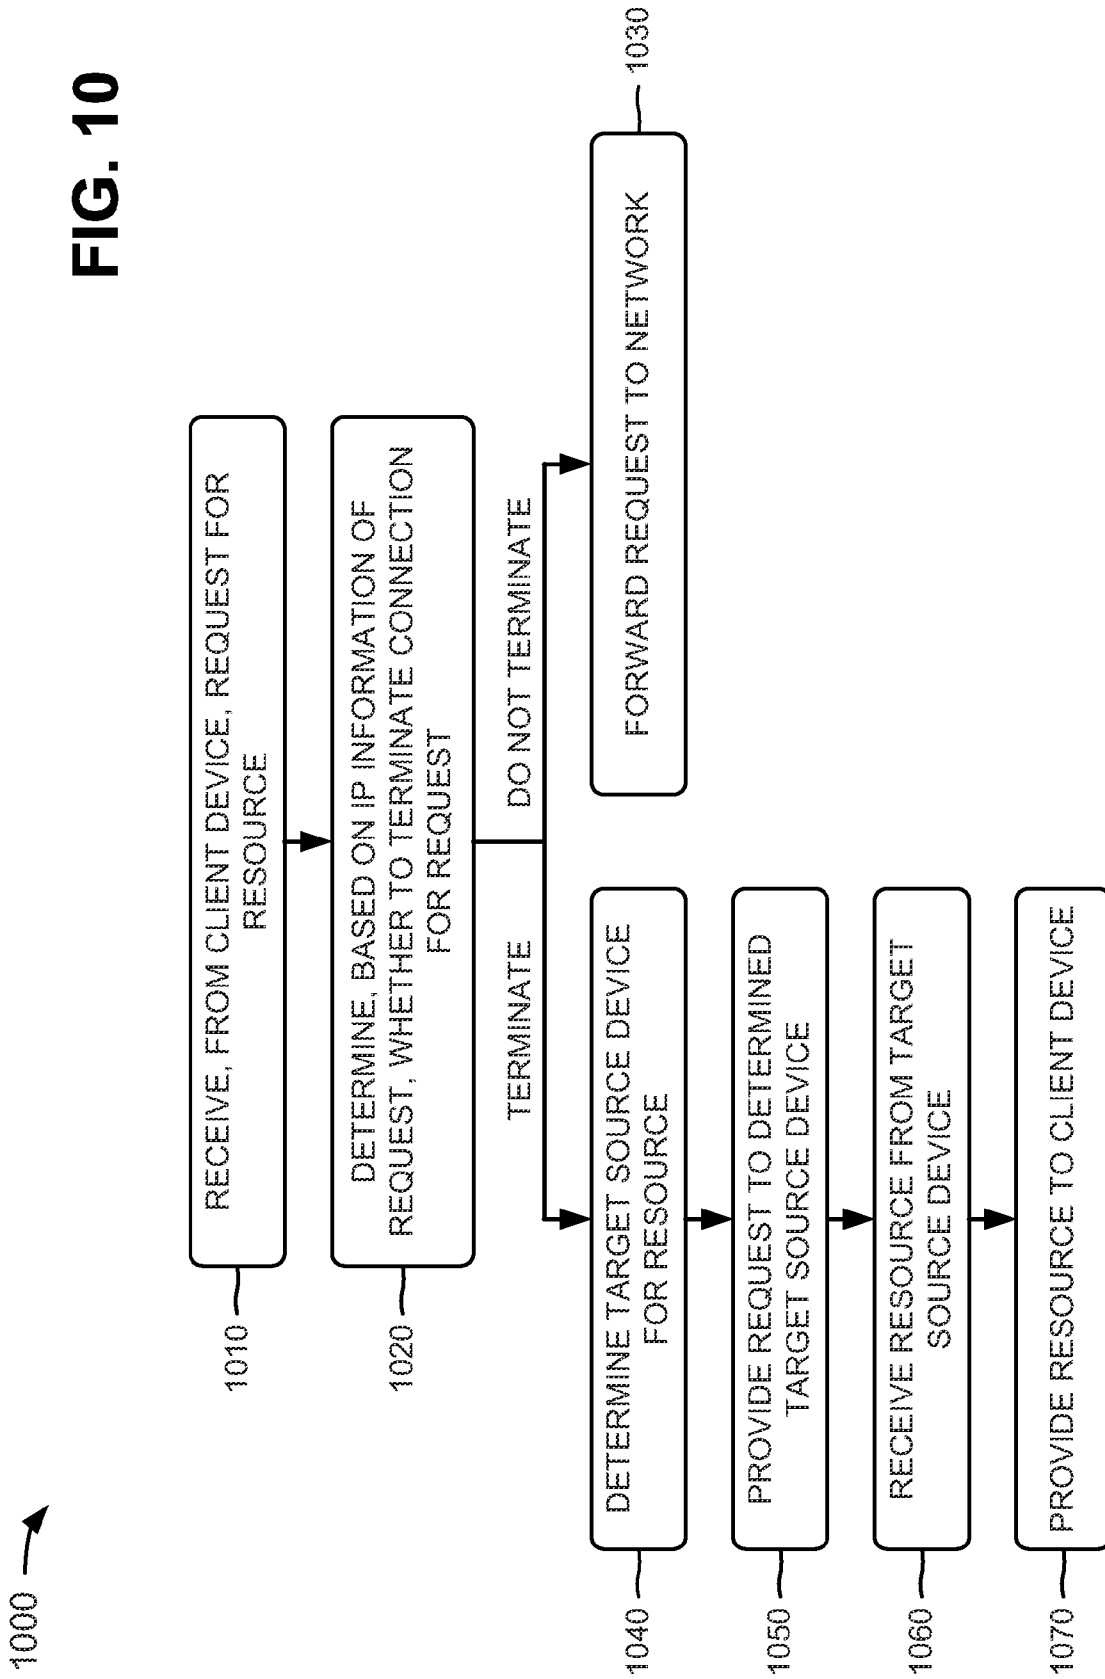 1000
FIG. 10
1010
RECEIVE, FROM CLIENT DEVICE, REQUEST FOR
RESOURCE
1020
DETERMINE, BASED ON IP INFORMATION OF
REQUEST, WHETHER TO TERMINATE CONNECTION
FOR REQUEST
TERMINATE
DO NOT TERMINATE
1040
DETERMINE TARGET SOURCE DEVICE
FOR RESOURCE
FORWARD REQUEST TO NETWORK
1030
1050
PROVIDE REQUEST TO DETERMINED
TARGET SOURCE DEVICE
1060
RECEIVE RESOURCE FROM TARGET
SOURCE DEVICE
1070
PROVIDE RESOURCE TO CLIENT DEVICE